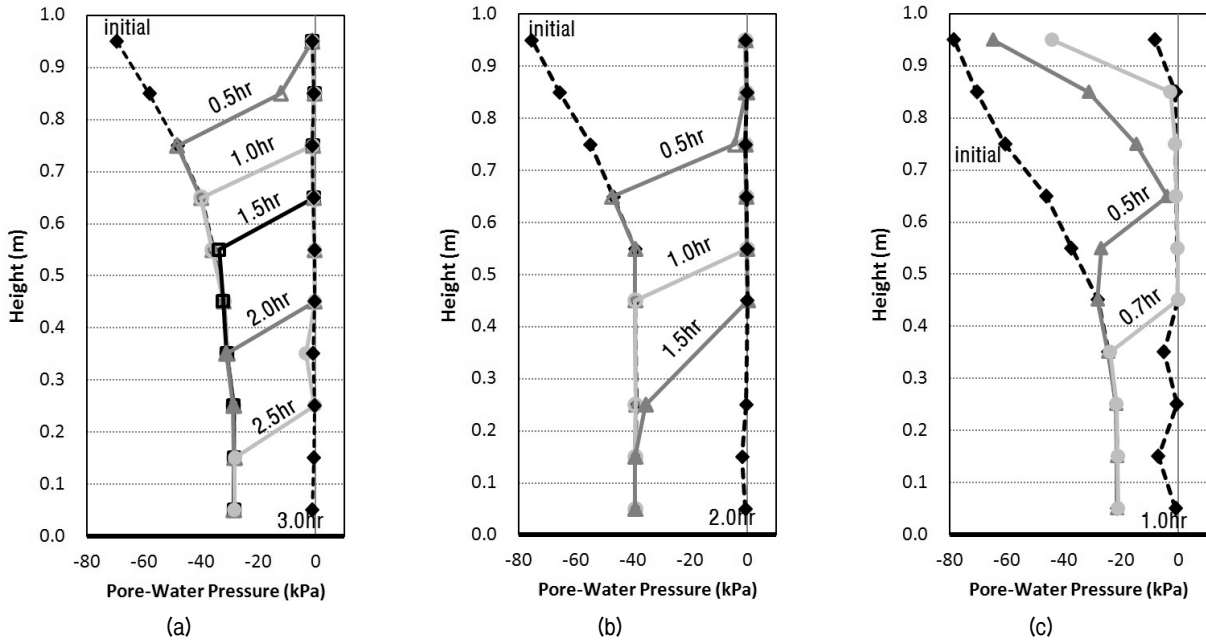 1.0
0.9
0.8
0.7
0.6
0.5
0.4
0.3
0.2
0.1
0.0
Height (m)
initial
0.5hr
1.0hr
1.5hr
2.0hr
2.5hr
3.0hr
-80 -60 -40 -20 0
Pore-Water Pressure (kPa)
(a)
1.0
0.9
0.8
0.7
0.6
0.5
0.4
0.3
0.2
0.1
0.0
Height (m)
initial
0.5hr
1.0hr
1.5hr
2.0hr
-80 -60 -40 -20 0
Pore-Water Pressure (kPa)
(b)
1.0
0.9
0.8
0.7
0.6
0.5
0.4
0.3
0.2
0.1
0.0
Height (m)
initial
0.5hr
0.7hr
1.0hr
-80 -60 -40 -20 0
Pore-Water Pressure (kPa)
(c)